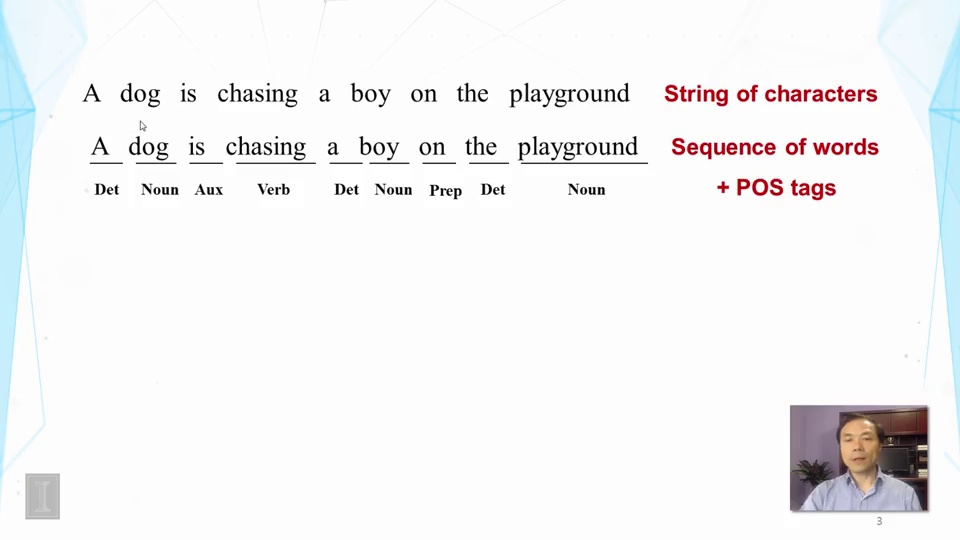 A dog is chasing a boy on the playground String of characters
A dog is chasing a boy on the playground Sequence of words
Det Noun Aux Verb Det Noun Prep Det Noun + POS tags
I
3